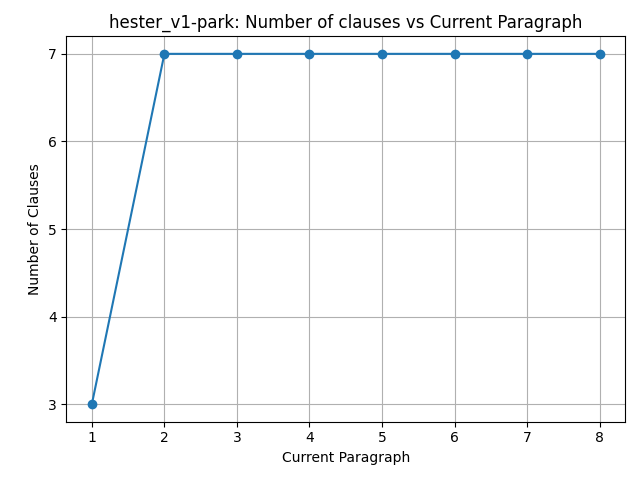 hester_v1-park: Number of clauses vs Current Paragraph
7
6
5
4
3
Number of Clauses
1 2 3 4 5 6 7 8
Current Paragraph